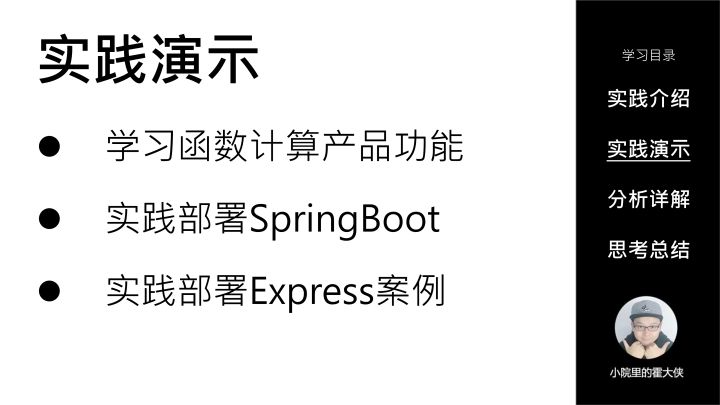 实践演示
● 学习函数计算产品功能
● 实践部署SpringBoot
● 实践部署Express案例
学习目录
实践介绍
实践演示
分析详解
思考总结
小院里的霍大侠